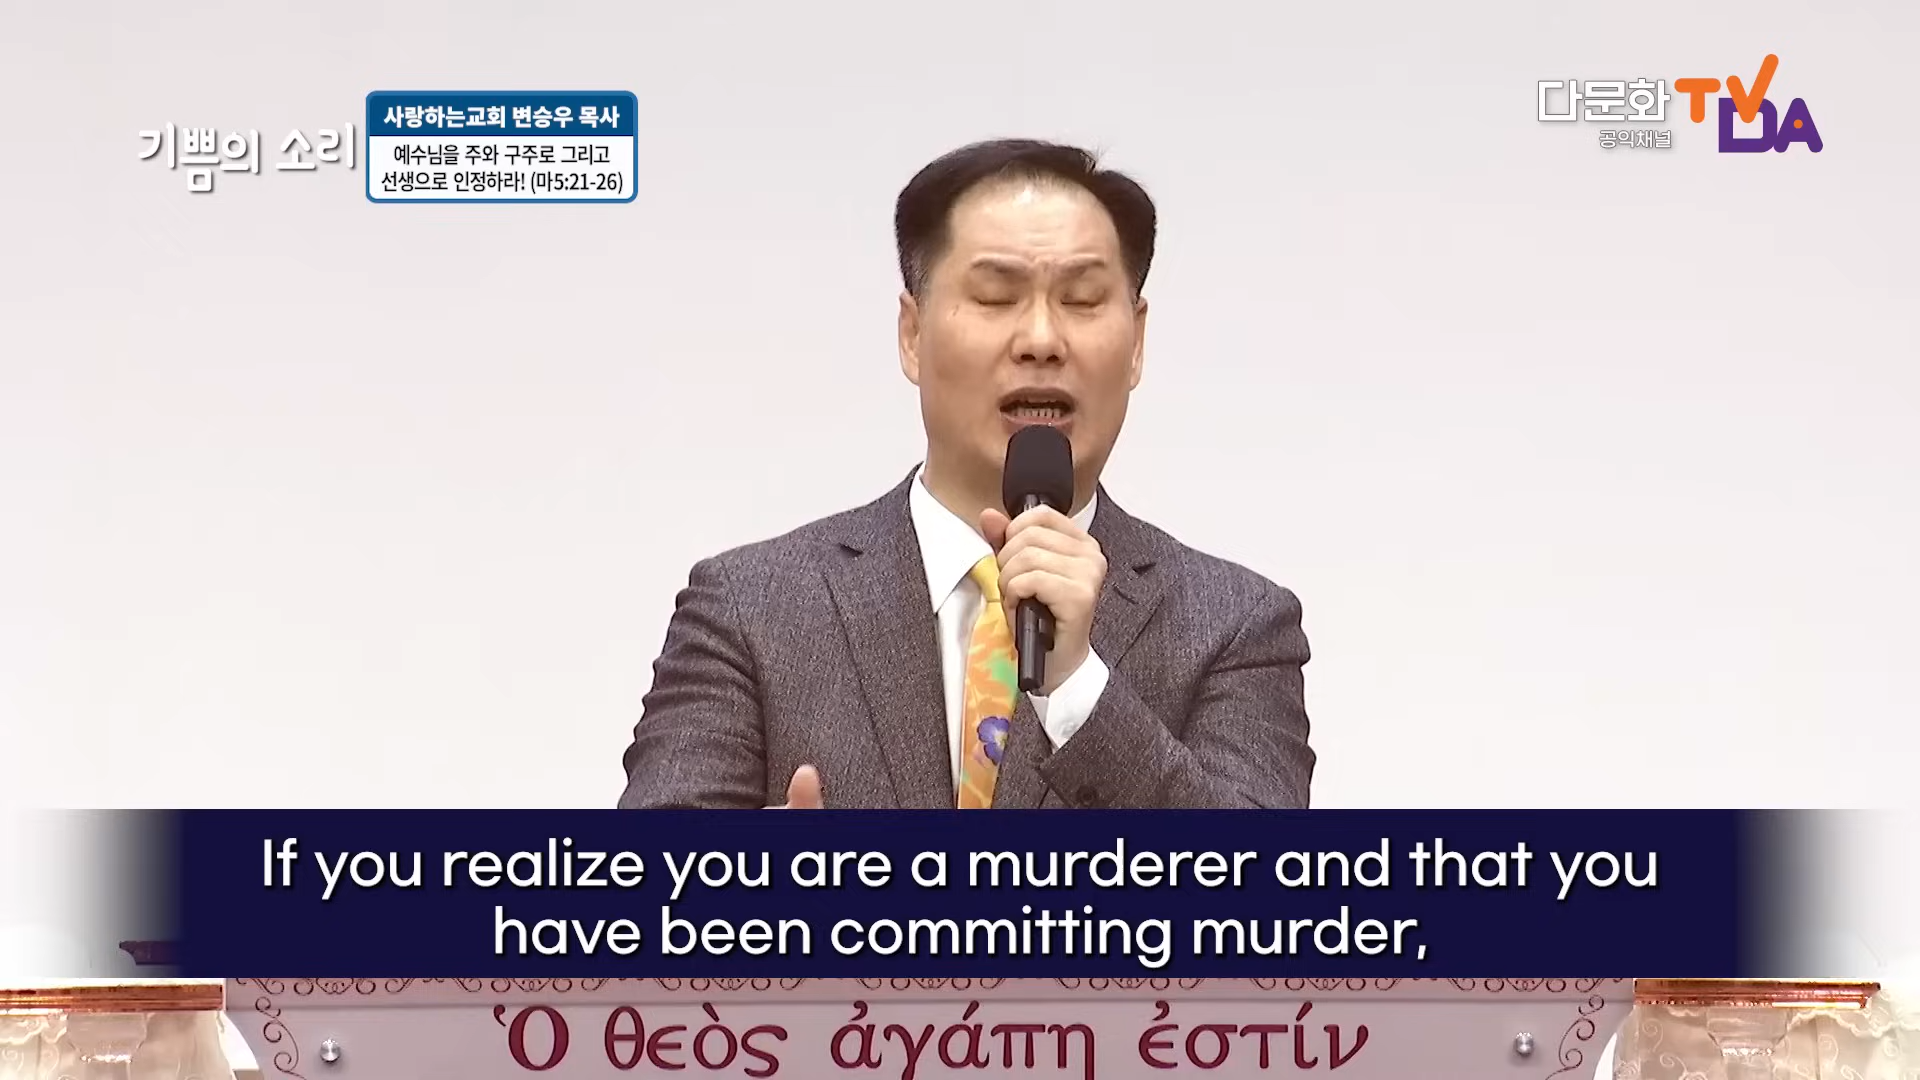 기쁨의 소리
사랑하는교회 변승우 목사
예수님을 주와 구주로 그리고
선생으로 인정하라! (마5:21-26)
다문화 TV DA
공익채널
If you realize you are a murderer and that you
have been committing murder,
Ὁ θεὸς ἀγάπη ἐστίν